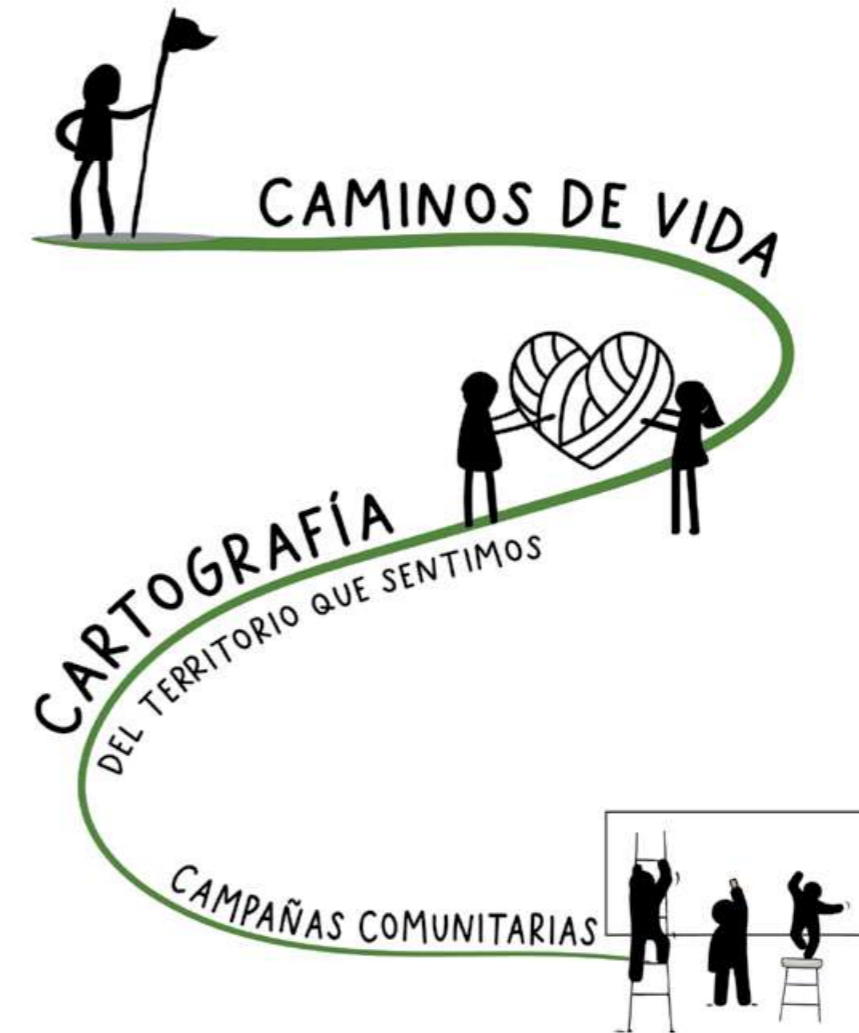 CAMINOS DE VIDA
CARTOGRAFÍA
DEL TERRITORIO QUE SENTIMOS
CAMPAÑAS COMUNITARIAS